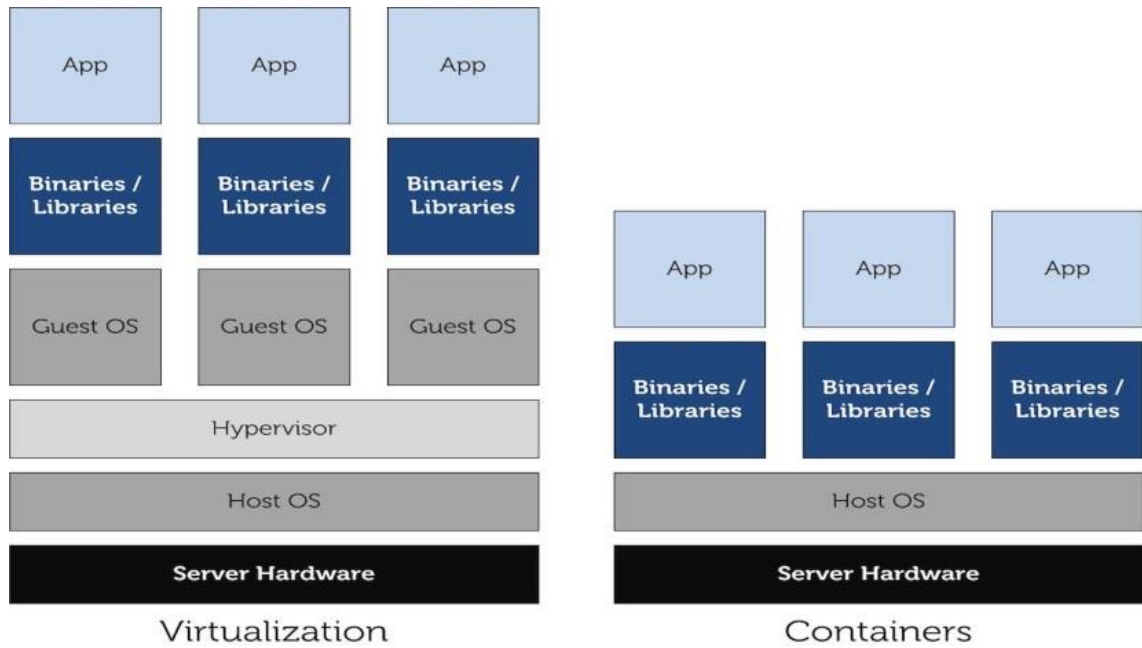 App App App
Binaries / Binaries / Binaries /
Libraries Libraries Libraries
Guest OS Guest OS Guest OS
Hypervisor
Host OS
Server Hardware
Virtualization
App App App
Binaries / Binaries / Binaries /
Libraries Libraries Libraries
Host OS
Server Hardware
Containers